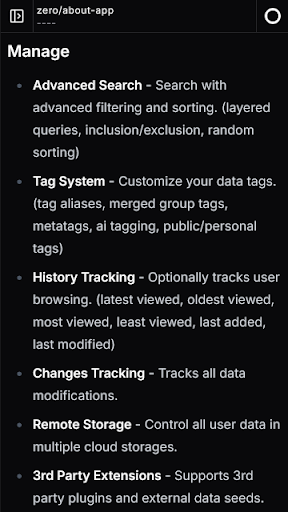 zero/about-app
----
Manage
Advanced Search - Search with
advanced filtering and sorting. (layered
queries, inclusion/exclusion, random
sorting)
Tag System - Customize your data tags.
(tag aliases, merged group tags,
metatags, ai tagging, public/personal
tags)
History Tracking - Optionally tracks user
browsing. (latest viewed, oldest viewed,
most viewed, least viewed, last added,
last modified)
Changes Tracking - Tracks all data
modifications.
Remote Storage - Control all user data in
multiple cloud storages.
3rd Party Extensions - Supports 3rd
party plugins and external data seeds.